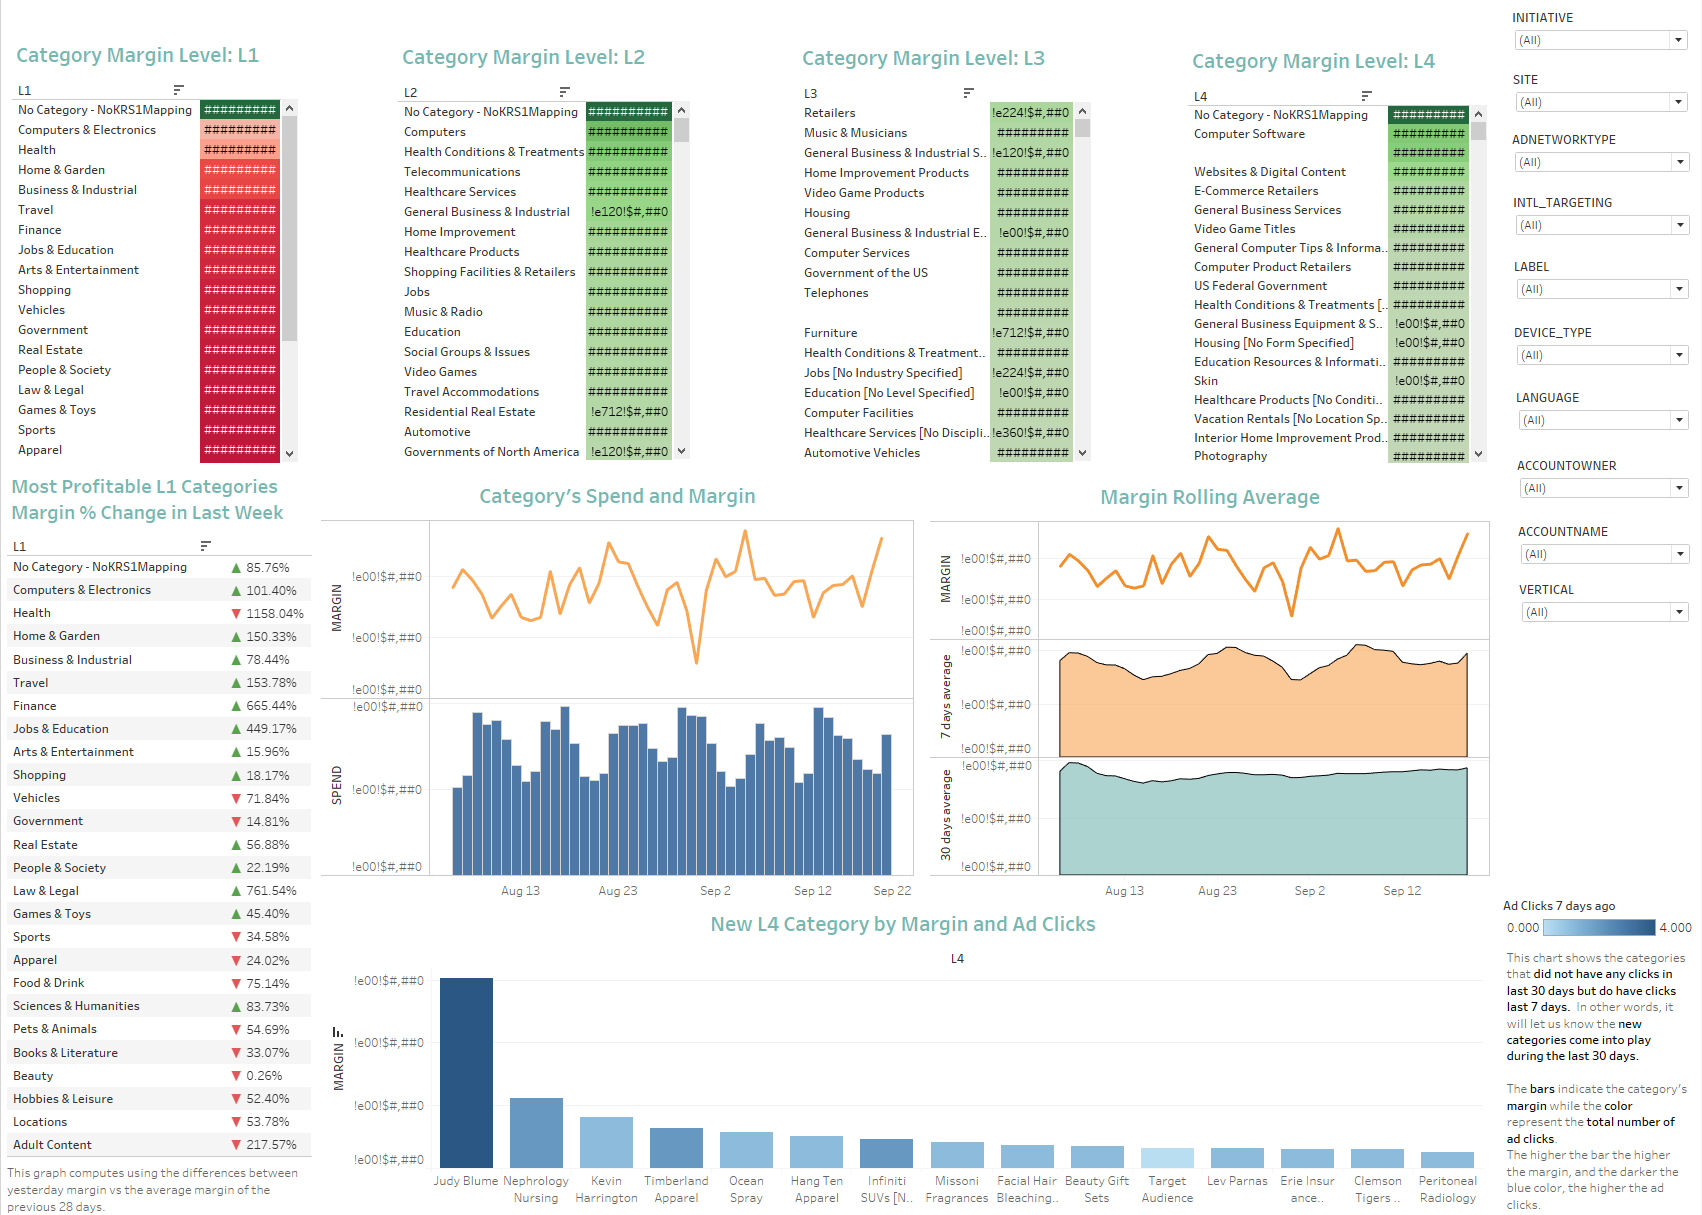 Category Margin Level: L1
L1
No Category - NoKRS1Mapping #########
Computers & Electronics #########
Health #########
Home & Garden #########
Business & Industrial #########
Travel #########
Finance #########
Jobs & Education #########
Arts & Entertainment #########
Shopping #########
Vehicles #########
Government #########
Real Estate #########
People & Society #########
Law & Legal #########
Games & Toys #########
Sports #########
Apparel #########
Category Margin Level: L2
L2
No Category - NoKRS1Mapping ##########
Computers ##########
Health Conditions & Treatments ##########
Telecommunications ##########
Healthcare Services ##########
General Business & Industrial !e120!$#,##0
Home Improvement ##########
Healthcare Products ##########
Shopping Facilities & Retailers ##########
Jobs ##########
Music & Radio ##########
Education ##########
Social Groups & Issues ##########
Video Games ##########
Travel Accommodations ##########
Residential Real Estate !e712!$#,##0
Automotive ##########
Governments of North America !e120!$#,##0
Category Margin Level: L3
L3
Retailers !e224!$#,##0
Music & Musicians #########
General Business & Industrial S.. !e120!$#,##0
Home Improvement Products #########
Video Game Products #########
Housing #########
General Business & Industrial E.. !e00!$#,##0
Computer Services #########
Government of the US #########
Telephones #########
#########
Furniture !e712!$#,##0
Health Conditions & Treatment.. #########
Jobs [No Industry Specified] !e224!$#,##0
Education [No Level Specified] !e00!$#,##0
Computer Facilities #########
Healthcare Services [No Discipli.. !e360!$#,##0
Automotive Vehicles #########
Category Margin Level: L4
L4
No Category - NoKRS1Mapping #########
Computer Software #########
#########
Websites & Digital Content #########
E-Commerce Retailers #########
General Business Services #########
Video Game Titles #########
General Computer Tips & Informa.. #########
Computer Product Retailers #########
US Federal Government #########
Health Conditions & Treatments [.. #########
General Business Equipment & S.. !e00!$#,##0
Housing [No Form Specified] !e00!$#,##0
Education Resources & Informati.. #########
Skin !e00!$#,##0
Healthcare Products [No Conditi.. #########
Vacation Rentals [No Location Sp.. #########
Interior Home Improvement Prod.. #########
Photography #########
INITIATIVE
(All)
SITE
(All)
ADNETWORKTYPE
(All)
INTL_TARGETING
(All)
LABEL
(All)
DEVICE_TYPE
(All)
LANGUAGE
(All)
ACCOUNTOWNER
(All)
ACCOUNTNAME
(All)
VERTICAL
(All)
Most Profitable L1 Categories
Margin % Change in Last Week
L1
No Category - NoKRS1Mapping ▲ 85.76%
Computers & Electronics ▲ 101.40%
Health ▼ 1158.04%
Home & Garden ▲ 150.33%
Business & Industrial ▲ 78.44%
Travel ▲ 153.78%
Finance ▲ 665.44%
Jobs & Education ▲ 449.17%
Arts & Entertainment ▲ 15.96%
Shopping ▲ 18.17%
Vehicles ▼ 71.84%
Government ▼ 14.81%
Real Estate ▲ 56.88%
People & Society ▲ 22.19%
Law & Legal ▲ 761.54%
Games & Toys ▲ 45.40%
Sports ▼ 34.58%
Apparel ▼ 24.02%
Food & Drink ▼ 75.14%
Sciences & Humanities ▲ 83.73%
Pets & Animals ▼ 54.69%
Books & Literature ▼ 33.07%
Beauty ▼ 0.26%
Hobbies & Leisure ▼ 52.40%
Locations ▼ 53.78%
Adult Content ▼ 217.57%
This graph computes using the differences between
yesterday margin vs the average margin of the
previous 28 days.
Category's Spend and Margin
MARGIN
!e00!$#,##0
!e00!$#,##0
!e00!$#,##0
SPEND
!e00!$#,##0
!e00!$#,##0
!e00!$#,##0
Aug 13 Aug 23 Sep 2 Sep 12 Sep 22
Margin Rolling Average
MARGIN
!e00!$#,##0
!e00!$#,##0
!e00!$#,##0
7 days average
!e00!$#,##0
!e00!$#,##0
!e00!$#,##0
30 days average
!e00!$#,##0
!e00!$#,##0
!e00!$#,##0
Aug 13 Aug 23 Sep 2 Sep 12
New L4 Category by Margin and Ad Clicks
L4
MARGIN
!e00!$#,##0
!e00!$#,##0
!e00!$#,##0
!e00!$#,##0
Judy Blume Nephrology Kevin Timberland Ocean Hang Ten Infiniti Missoni Facial Hair Beauty Gift Target Lev Parnas Erie Insur Clemson Peritoneal
Nursing Harrington Apparel Spray Apparel SUVs [N.. Fragrances Bleaching.. Sets Audience ance.. Tigers .. Radiology
Ad Clicks 7 days ago
0.000 4.000
This chart shows the categories
that did not have any clicks in
last 30 days but do have clicks
last 7 days. In other words, it
will let us know the new
categories come into play
during the last 30 days.
The bars indicate the category's
margin while the color
represent the total number of
ad clicks.
The higher the bar the higher
the margin, and the darker the
blue color, the higher the ad
clicks.